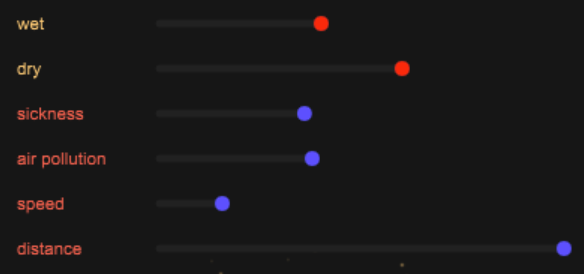 wet
dry
sickness
air pollution
speed
distance